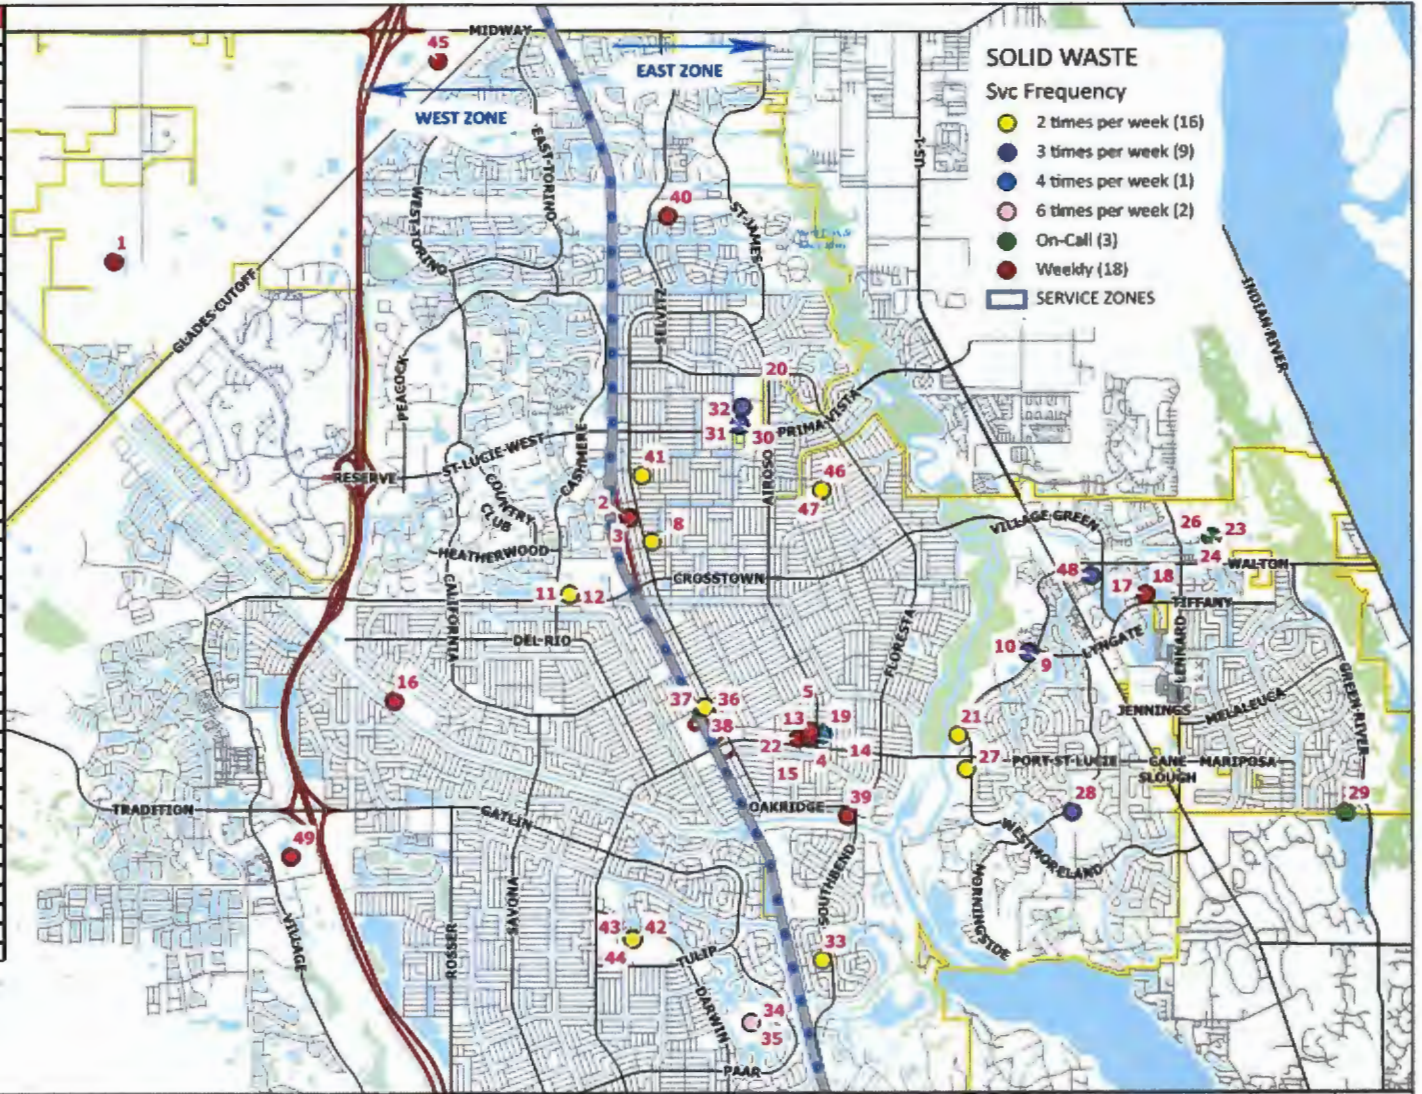 MIDWAY
45
EAST ZONE
WEST ZONE
SOLID WASTE
Svc Frequency
2 times per week (16)
3 times per week (9)
4 times per week (1)
6 times per week (2)
On-Call (3)
Weekly (18)
SERVICE ZONES
US-1
EAST-TORINO
WEST-TORINO
40
ST-JAMES
1
GLADES-CUTOFF
INDIAN-RIVER
SELVITZ
PEAGOCK
20
32
31
30
PRIMA-VISTA
ST-LUCIE-WEST
CASHMERE
RESERVE
COUNTRY
CLUB
41
AIROSO
46
47
2
3
8
VILLAGE-GREEN
26
23
24
WALTON
HEATHERWOOD
CROSSTOWN
48
17
18
TIFFANY
11
12
CALIFORNIA
DEL-RIO
FLORESTA
10
9
LYNGATE
LENNARD
16
37
36
38
5
13
19
22
4
14
15
21
27
JENNINGS
MELALEUCA
GREEN-RIVER
PORT-ST-LUCIE
CANE
SLOUGH
MARIPOSA
TRADITION
GATLIN
OAKRIDGE
39
28
29
49
WESTMORELAND
SOUTHBEND
MORNINGSIDE
VILLAGE
ROSSER
SAVONA
43
42
44
TULIP
33
DARWIN
34
35
PAAR